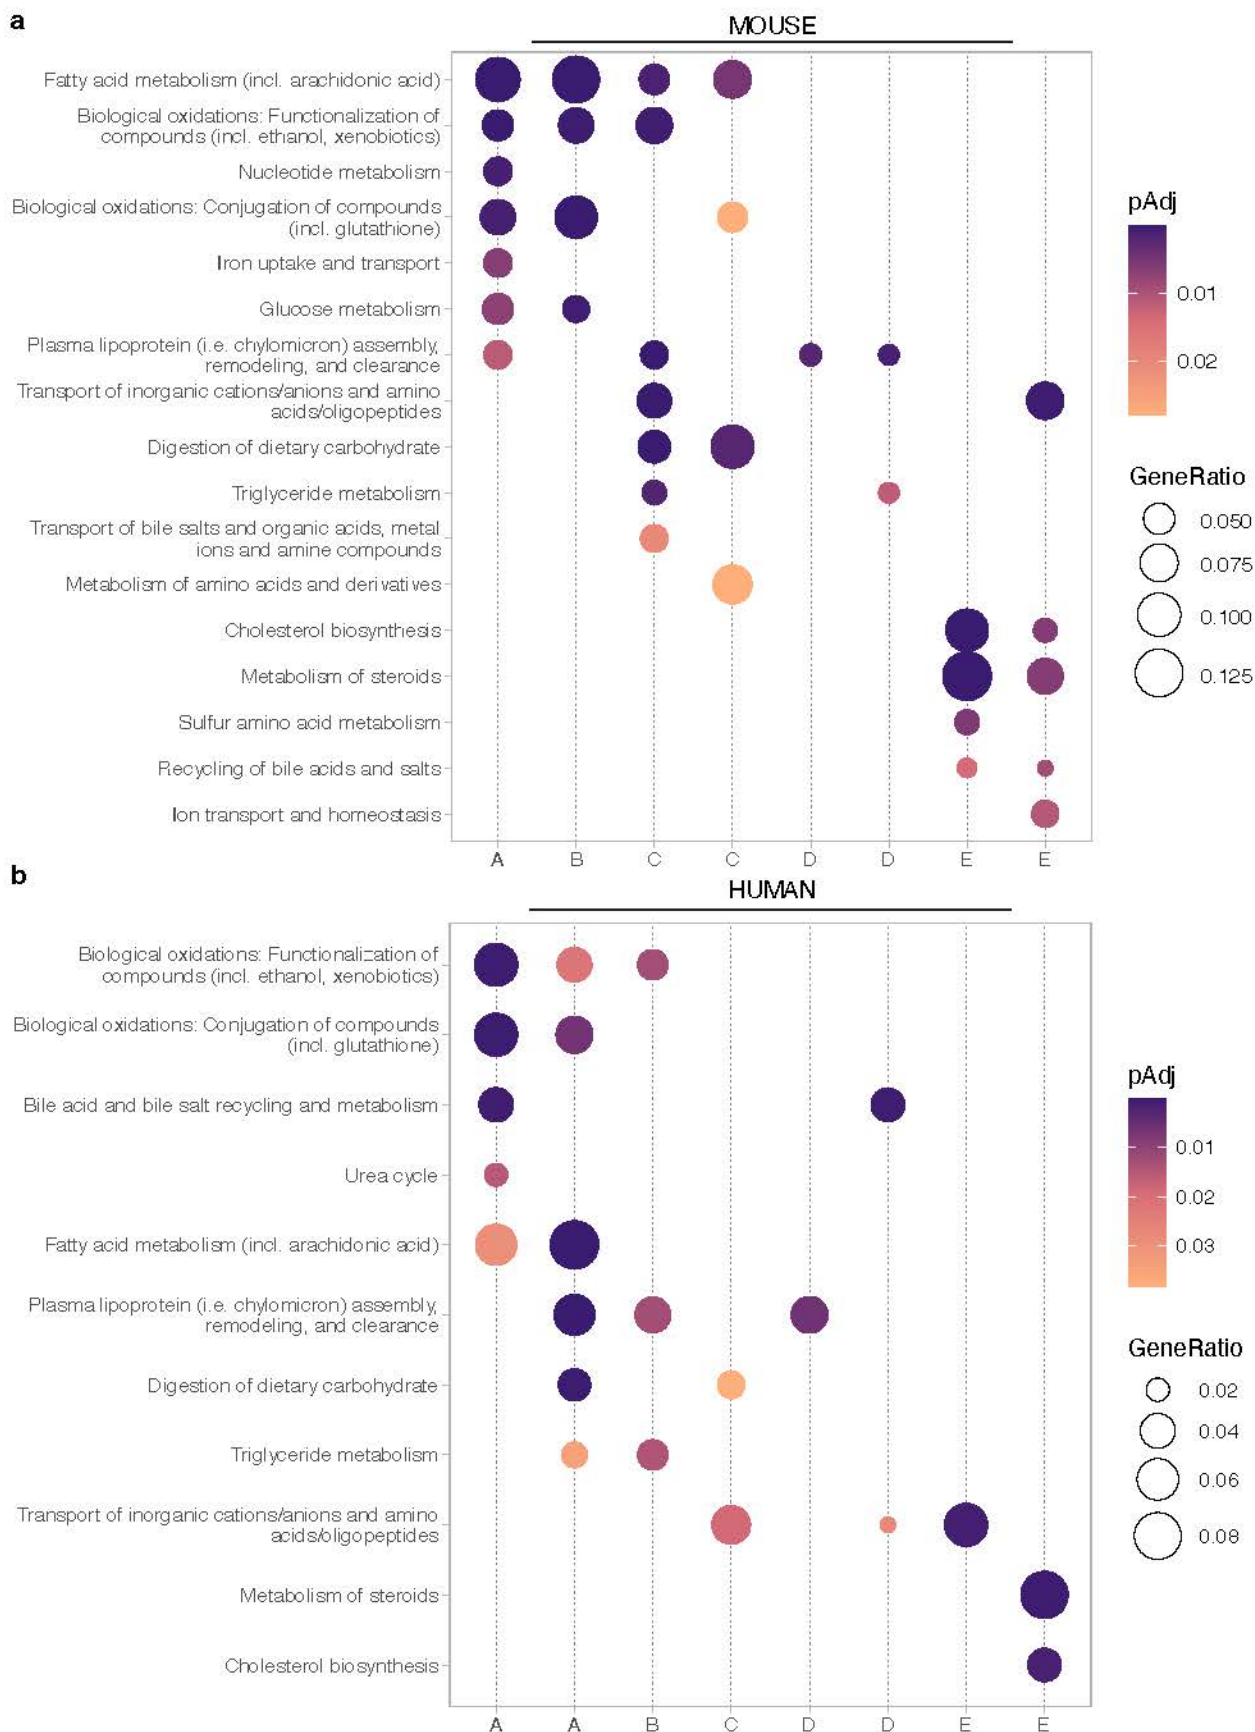 a
MOUSE
Fatty acid metabolism (incl. arachidonic acid)
Biological oxidations: Functionalization of
compounds (incl. ethanol, xenobiotics)
Nucleotide metabolism
Biological oxidations: Conjugation of compounds
(incl. glutathione)
Iron uptake and transport
Glucose metabolism
Plasma lipoprotein (i.e. chylomicron) assembly,
remodeling, and clearance
Transport of inorganic cations/anions and amino
acids/oligopeptides
Digestion of dietary carbohydrate
Triglyceride metabolism
Transport of bile salts and organic acids, metal
ions and amine compounds
Metabolism of amino acids and derivatives
Cholesterol biosynthesis
Metabolism of steroids
Sulfur amino acid metabolism
Recycling of bile acids and salts
Ion transport and homeostasis
A B C C D D E E
pAdj
0.01
0.02
GeneRatio
0.050
0.075
0.100
0.125
b
HUMAN
Biological oxidations: Functionalization of
compounds (incl. ethanol, xenobiotics)
Biological oxidations: Conjugation of compounds
(incl. glutathione)
Bile acid and bile salt recycling and metabolism
Urea cycle
Fatty acid metabolism (incl. arachidonic acid)
Plasma lipoprotein (i.e. chylomicron) assembly,
remodeling, and clearance
Digestion of dietary carbohydrate
Triglyceride metabolism
Transport of inorganic cations/anions and amino
acids/oligopeptides
Metabolism of steroids
Cholesterol biosynthesis
A A B C D D E E
pAdj
0.01
0.02
0.03
GeneRatio
0.02
0.04
0.06
0.08